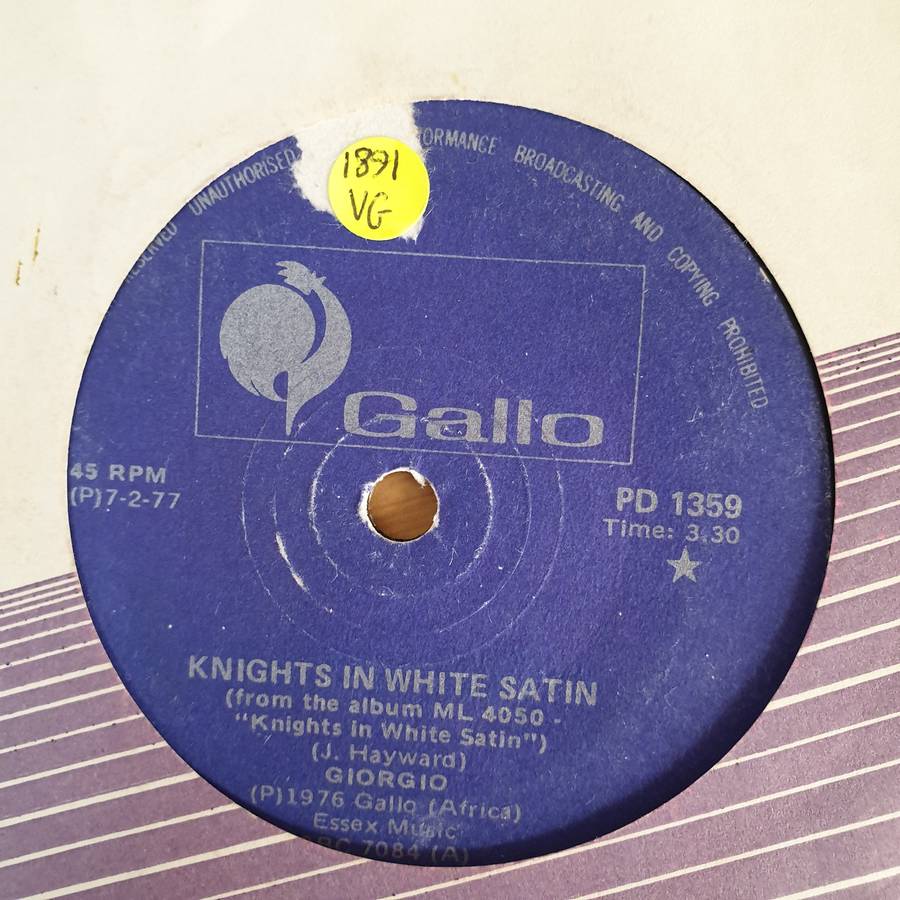 UNAUTHORISED
BROADCASTING AND COPYING PROHIBITED
1891
VG
Gallo
45 RPM
(P)7-2-77
PD 1359
Time: 3.30
KNIGHTS IN WHITE SATIN
(from the album ML 4050 -
"Knights in White Satin")
(J. Hayward)
GIORGIO
(P)1976 Gallo (Africa)
Essex Music
7084 (A)